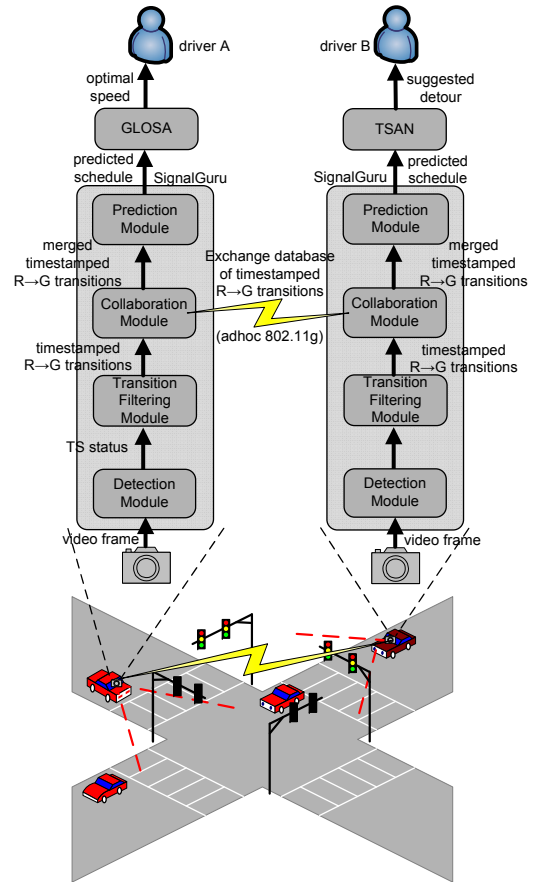 driver A
optimal
speed
GLOSA
predicted
schedule
SignalGuru
Prediction
Module
merged
timestamped
R→G transitions
Collaboration
Module
timestamped
R→G transitions
Transition
Filtering
Module
TS status
Detection
Module
video frame
Exchange database
of timestamped
R→G transitions
(adhoc 802.11g)
driver B
suggested
detour
TSAN
predicted
schedule
SignalGuru
Prediction
Module
merged
timestamped
R→G transitions
Collaboration
Module
timestamped
R→G transitions
Transition
Filtering
Module
Detection
Module
video frame